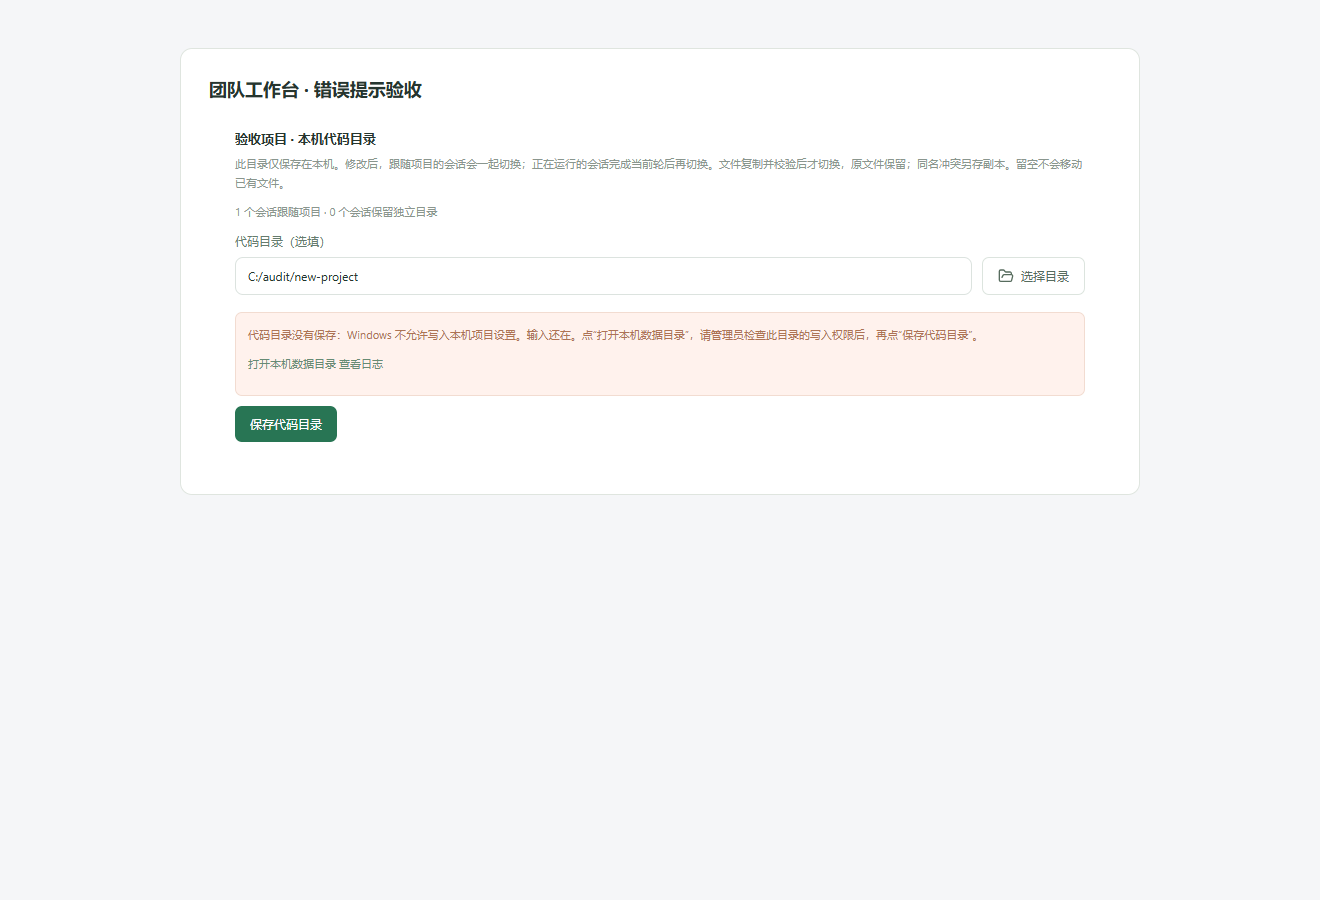 团队工作台 · 错误提示验收
验收项目 · 本机代码目录
此目录仅保存在本机。修改后，跟随项目的会话会一起切换；正在运行的会话完成当前轮后再切换。文件复制并校验后才切换，原文件保留；同名冲突另存副本。留空不会移动
已有文件。
1 个会话跟随项目 · 0 个会话保留独立目录
代码目录（选填）
C:/audit/new-project
选择目录
代码目录没有保存：Windows 不允许写入本机项目设置。输入还在。点“打开本机数据目录”，请管理员检查此目录的写入权限后，再点“保存代码目录”。
打开本机数据目录 查看日志
保存代码目录